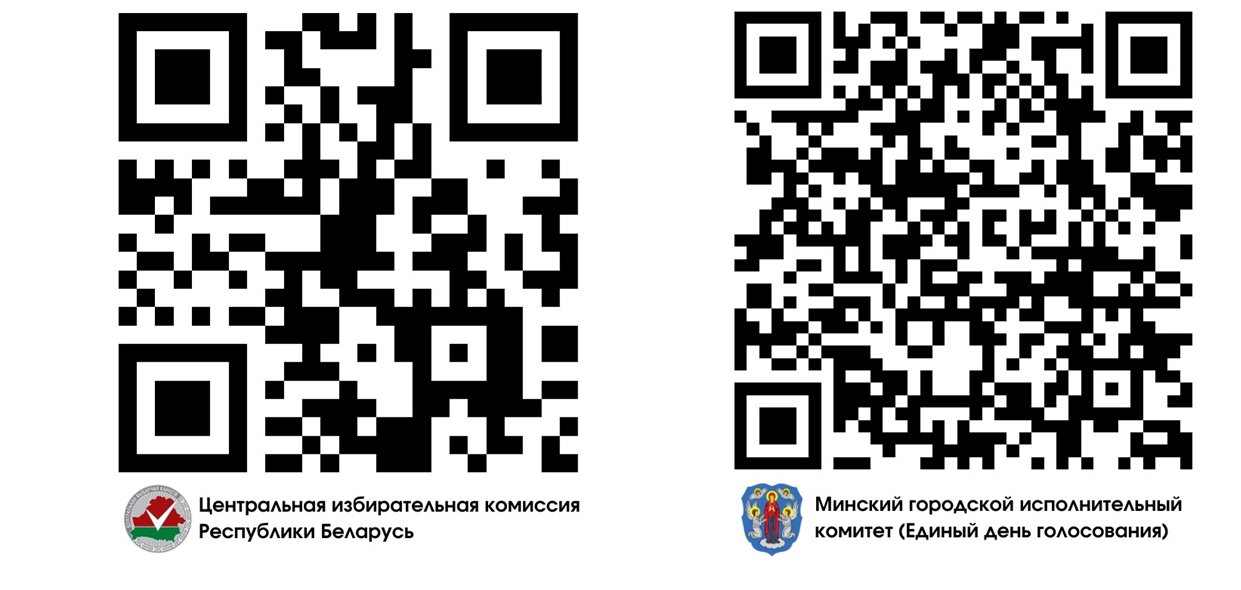 Центральная избирательная комиссия
Республики Беларусь
Минский городской исполнительный
комитет (Единый день голосования)